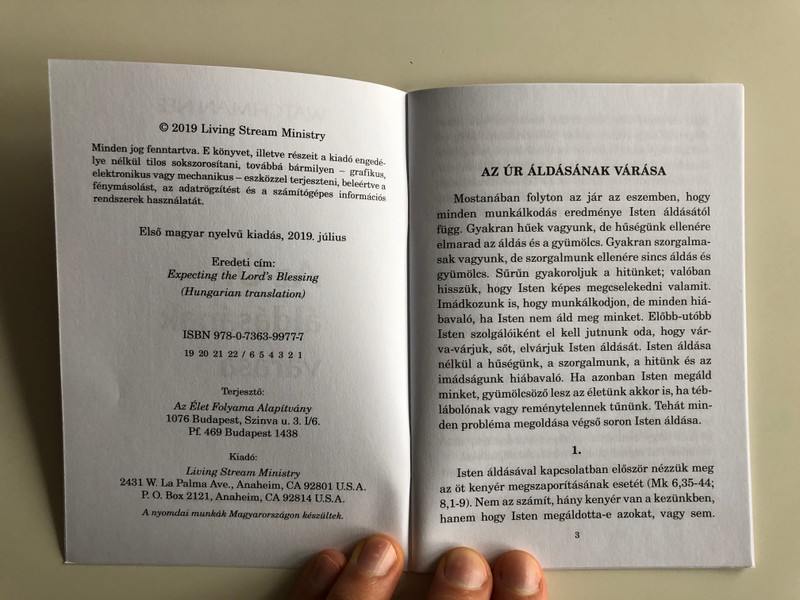 © 2019 Living Stream Ministry
Minden jog fenntartva. E könyvet, illetve részeit a kiadó engedé-
lye nélkül tilos sokszorosítani, továbbá bármilyen – grafikus,
elektronikus vagy mechanikus – eszközzel terjeszteni, beleértve a
fénymásolást, az adatrögzítést és a számítógépes információs
rendszerek használatát.
Első magyar nyelvű kiadás, 2019. július
Eredeti cím:
Expecting the Lord's Blessing
(Hungarian translation)
ISBN 978-0-7363-9977-7
19 20 21 22 / 6 5 4 3 2 1
Terjesztő:
Az Élet Folyama Alapítvány
1076 Budapest, Szinva u. 3. I/6.
Pf. 469 Budapest 1438
Kiadó:
Living Stream Ministry
2431 W. La Palma Ave., Anaheim, CA 92801 U.S.A.
P. O. Box 2121, Anaheim, CA 92814 U.S.A.
A nyomdai munkák Magyarországon készültek.
AZ ÚR ÁLDÁSÁNAK VÁRÁSA
Mostanában folyton az jár az eszemben, hogy
minden munkálkodás eredménye Isten áldásától
függ. Gyakran hűek vagyunk, de hűségünk ellenére
elmarad az áldás és a gyümölcs. Gyakran szorgalma-
sak vagyunk, de szorgalmunk ellenére sincs áldás és
gyümölcs. Sűrűn gyakoroljuk a hitünket; valóban
hisszük, hogy Isten képes megcselekedni valamit.
Imádkozunk is, hogy munkálkodjon, de minden hiá-
bavaló, ha Isten nem áld meg minket. Előbb-utóbb
Isten szolgálóiként el kell jutnunk oda, hogy vár-
va-várjuk, sőt, elvárjuk Isten áldását. Isten áldása
nélkül a hűségünk, a szorgalmunk, a hitünk és az
imádságunk hiábavaló. Ha azonban Isten megáld
minket, gyümölcsöző lesz az életünk akkor is, ha téb-
lábolónak vagy reménytelennek tűnünk. Tehát min-
den probléma megoldása végső soron Isten áldása.
1.
Isten áldásával kapcsolatban először nézzük meg
az öt kenyér megszaporításának esetét (Mk 6,35-44;
8,1-9). Nem az számít, hány kenyér van a kezünkben,
hanem hogy Isten megáldotta-e azokat, vagy sem.
3